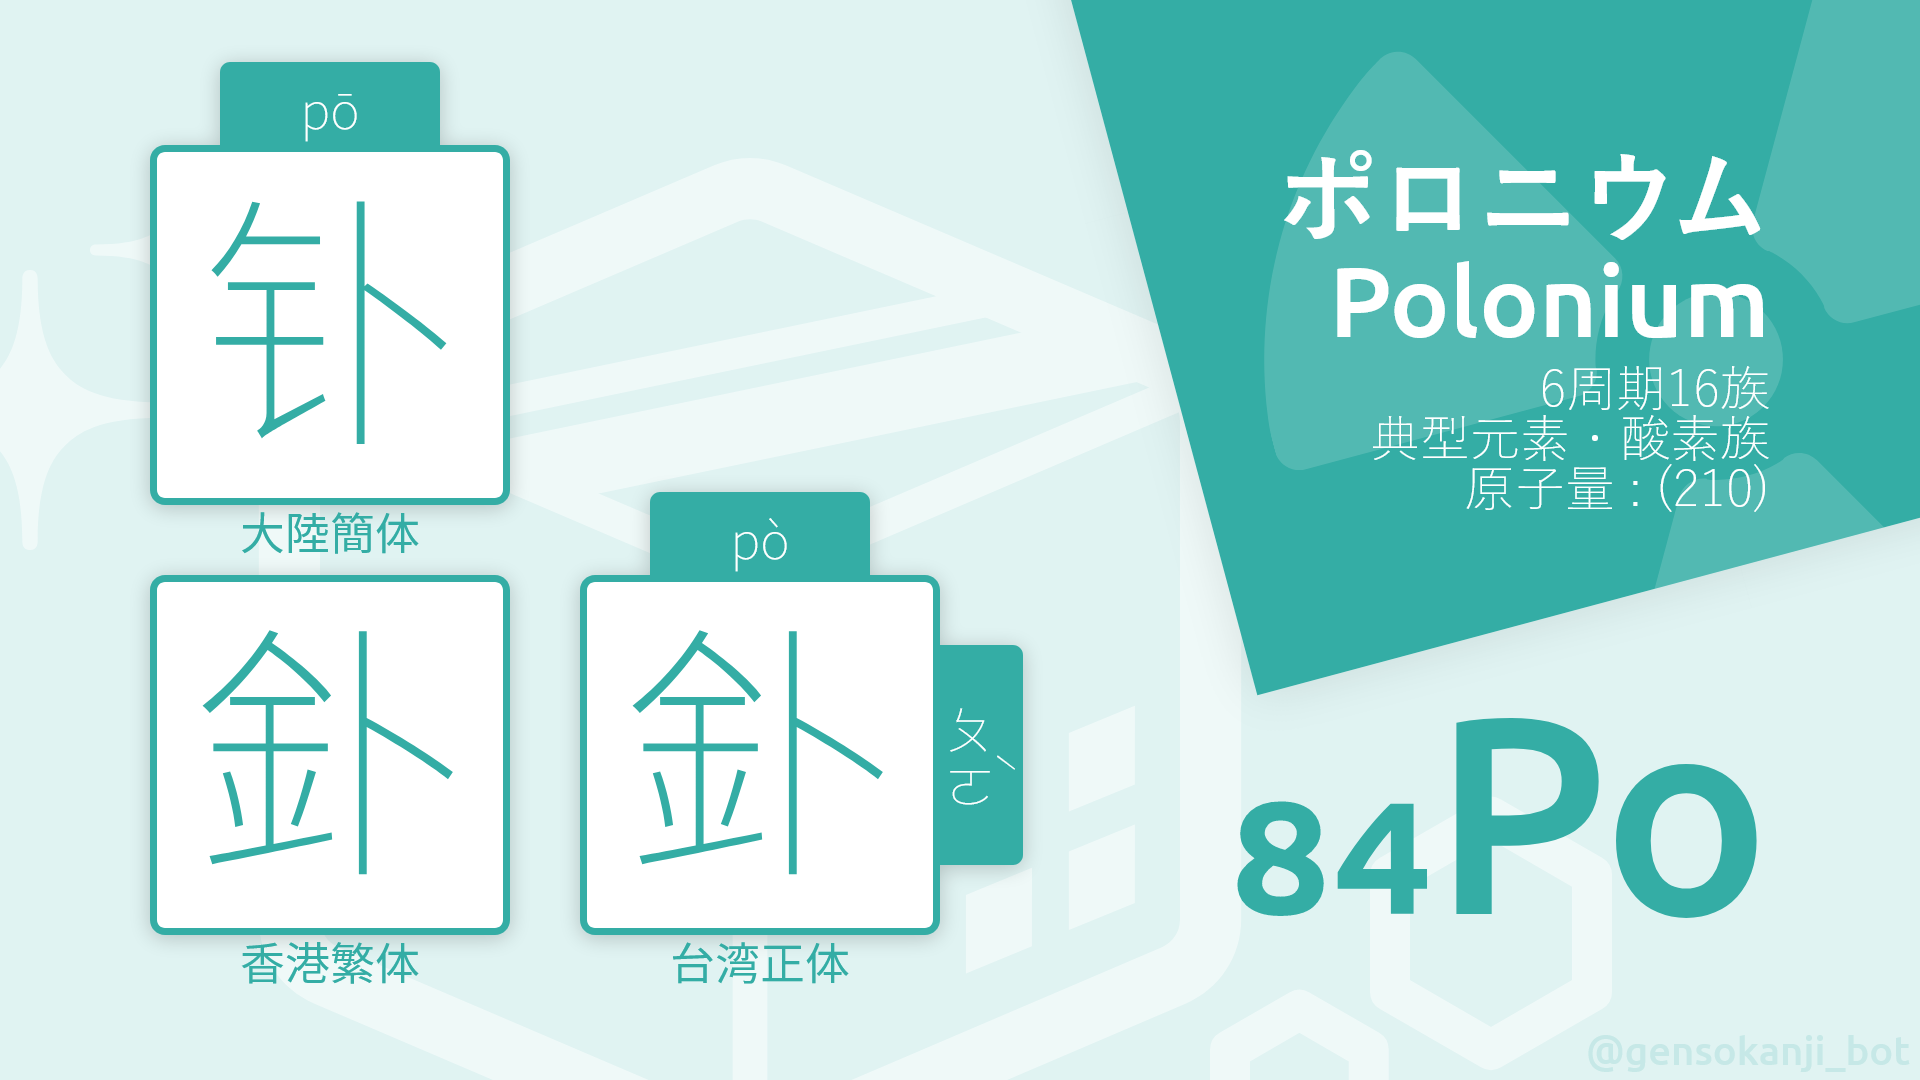 pō
钋
大陸簡体
釙
香港繁体
pò
釙
ㄆㄛˋ
台湾正体
ポロニウム
Polonium
6周期16族
典型元素・酸素族
原子量：(210)
84Po
@gensokanji_bot